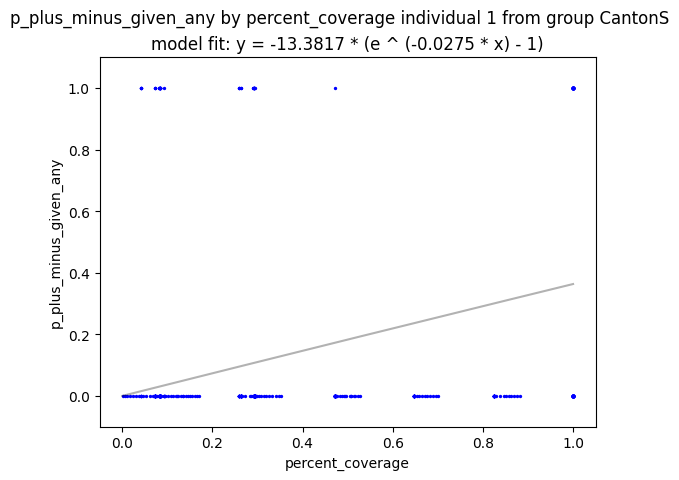 p_plus_minus_given_any by percent_coverage individual 1 from group CantonS
model fit: y = -13.3817 * (e ^ (-0.0275 * x) - 1)
1.0
0.8
0.6
0.4
0.2
0.0
p_plus_minus_given_any
0.0 0.2 0.4 0.6 0.8 1.0
percent_coverage